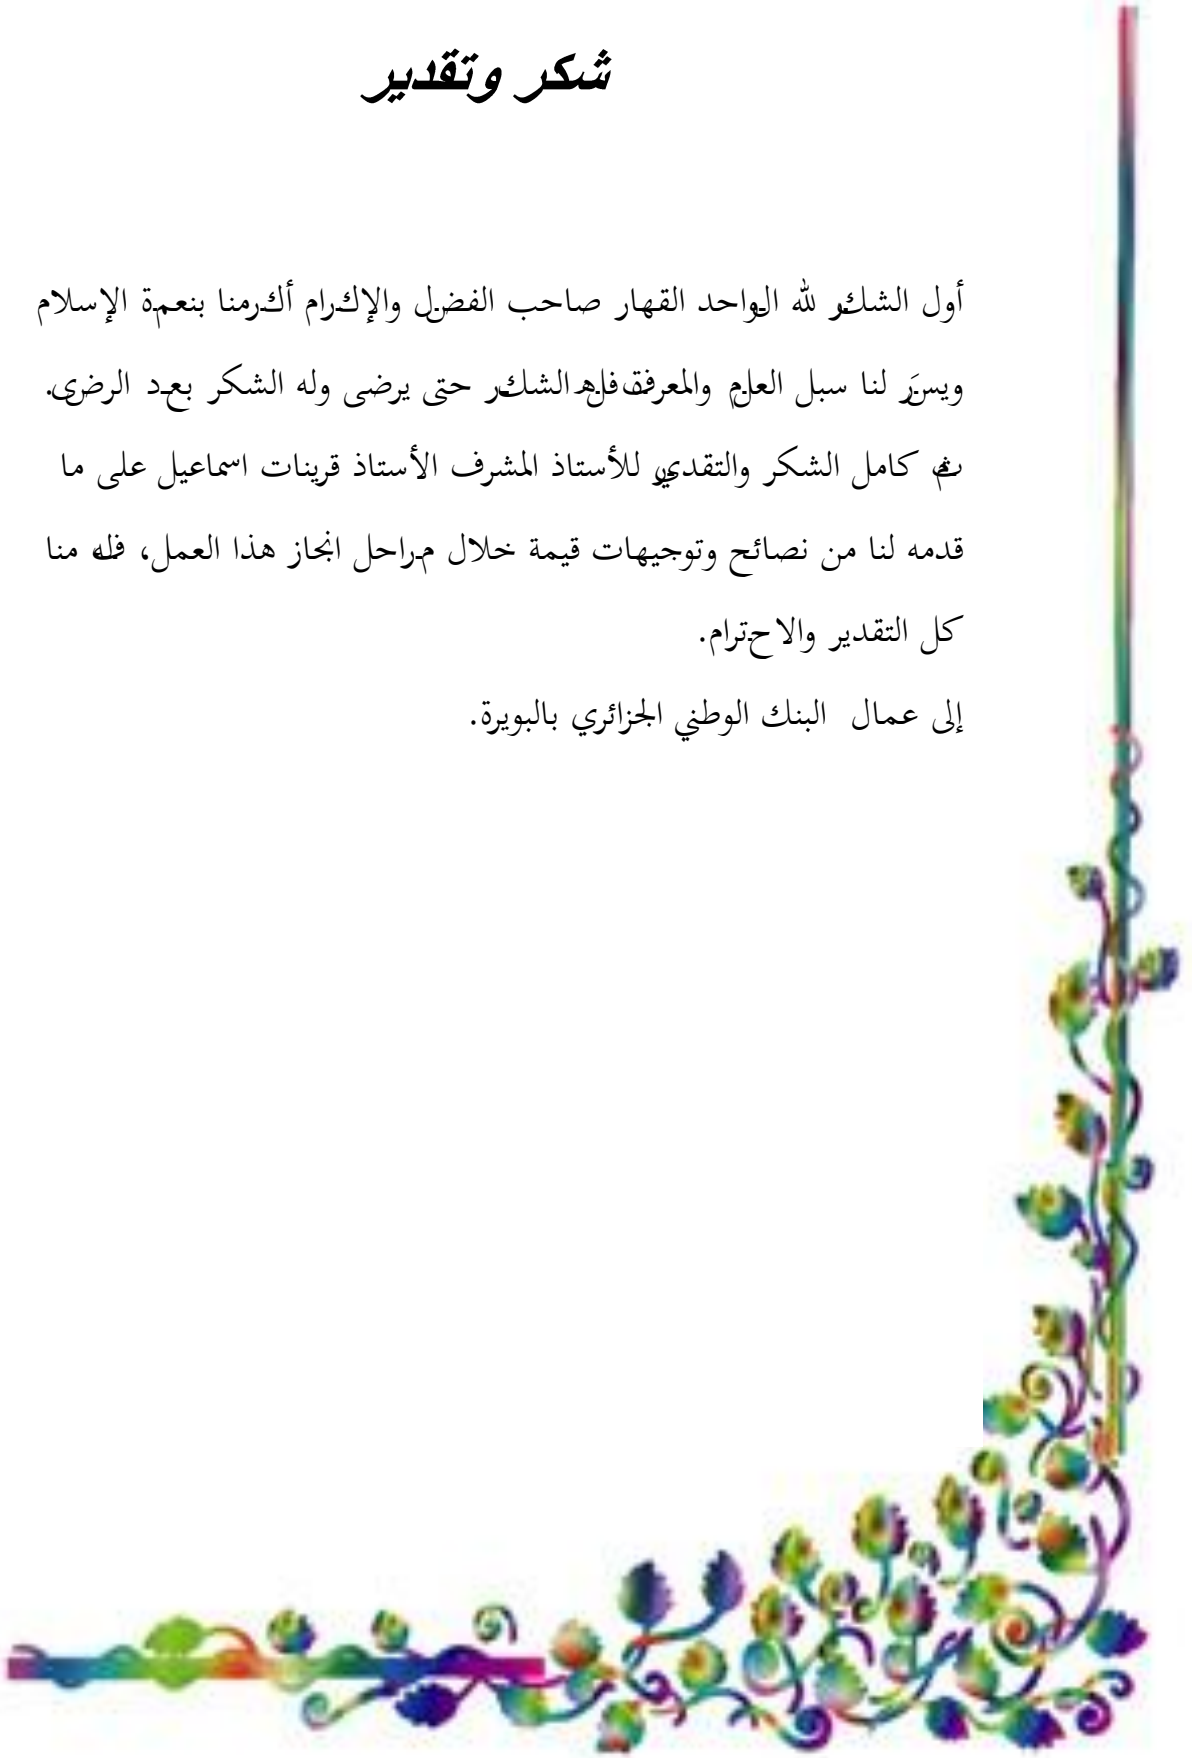 شكر وتقدير
أول الشكر لله الواحد القهار صاحب الفضل والإكرام أكرمنا بنعمة الإسلام
ويسَر لنا سبل العلم والمعرفة فله الشكر حتى يرضى وله الشكر بعد الرضى.
ثم كامل الشكر والتقدير للأستاذ المشرف الأستاذ قرينات اسماعيل على ما
قدمه لنا من نصائح وتوجيهات قيمة خلال مراحل انجاز هذا العمل، فله منا
كل التقدير والاحترام.
إلى عمال البنك الوطني الجزائري بالبويرة.